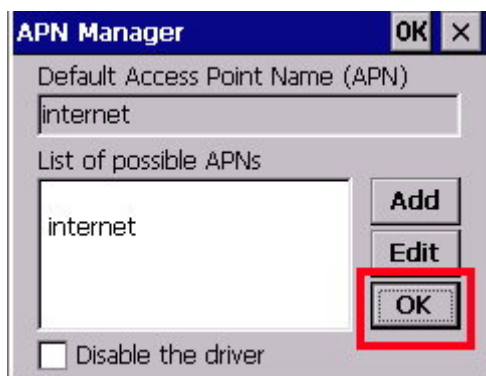 APN Manager OK ×
Default Access Point Name (APN)
internet
List of possible APNs
internet
Add
Edit
OK
Disable the driver